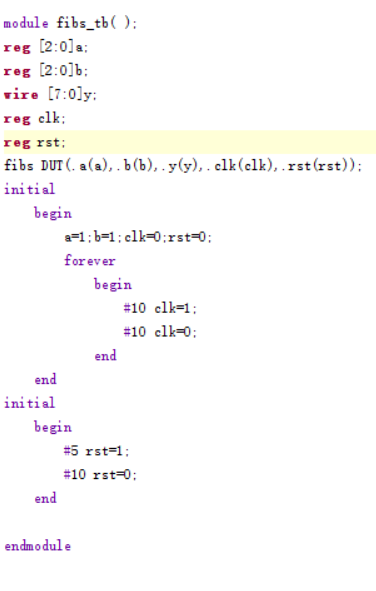 module fibs_tb( );
reg [2:0]a;
reg [2:0]b;
wire [7:0]y;
reg clk;
reg rst;
fibs DUT(.a(a),.b(b),.y(y),.clk(clk),.rst(rst));
initial
begin
a=1;b=1;clk=0;rst=0;
forever
begin
#10 clk=1;
#10 clk=0;
end
end
initial
begin
#5 rst=1;
#10 rst=0;
end
endmodule